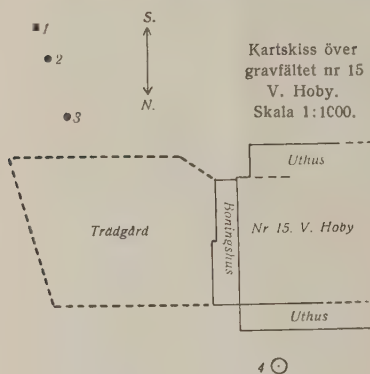 1
2
3
S.
N.
Kartskiss över
gravfältet nr 15
V. Hoby.
Skala 1:1000.
Uthus
Trädgård
Boningshus
Nr 15. V. Hoby
Uthus
4